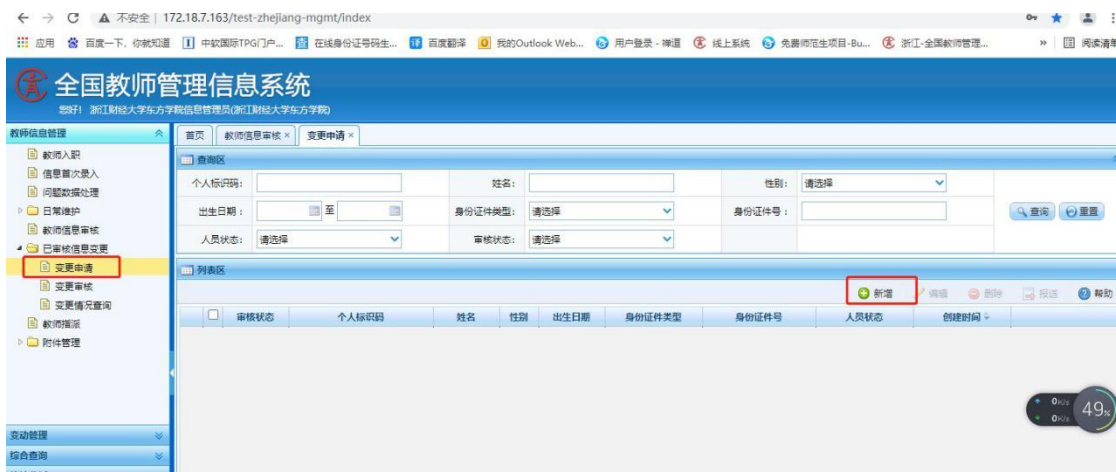 不安全 | 172.18.7.163/test-zhejiang-mgmt/index
应用 百度一下，你就知道 中软国际TPG门户... 在线身份证号码生... 百度翻译 我的Outlook Web... 用户登录 - 禅道 线上系统 免费师范生项目-Bu... 浙江-全国教师管理... » 阅读清单
全国教师管理信息系统
您好! 浙江财经大学东方学院信息管理员(浙江财经大学东方学院)
教师信息管理
首页 教师信息审核 × 变更申请 ×
教师入职
信息首次录入
问题数据处理
日常维护
教师信息审核
已审核信息变更
变更申请
变更审核
变更情况查询
教师指派
附件管理
变动管理
综合查询
查询区
个人标识码: 姓名: 性别: 请选择
出生日期: 至 身份证件类型: 请选择 身份证件号: 查询 重置
人员状态: 请选择 审核状态: 请选择
列表区
新增 编辑 删除 报送 帮助
审核状态 个人标识码 姓名 性别 出生日期 身份证件类型 身份证件号 人员状态 创建时间
0K/s
0K/s
49%